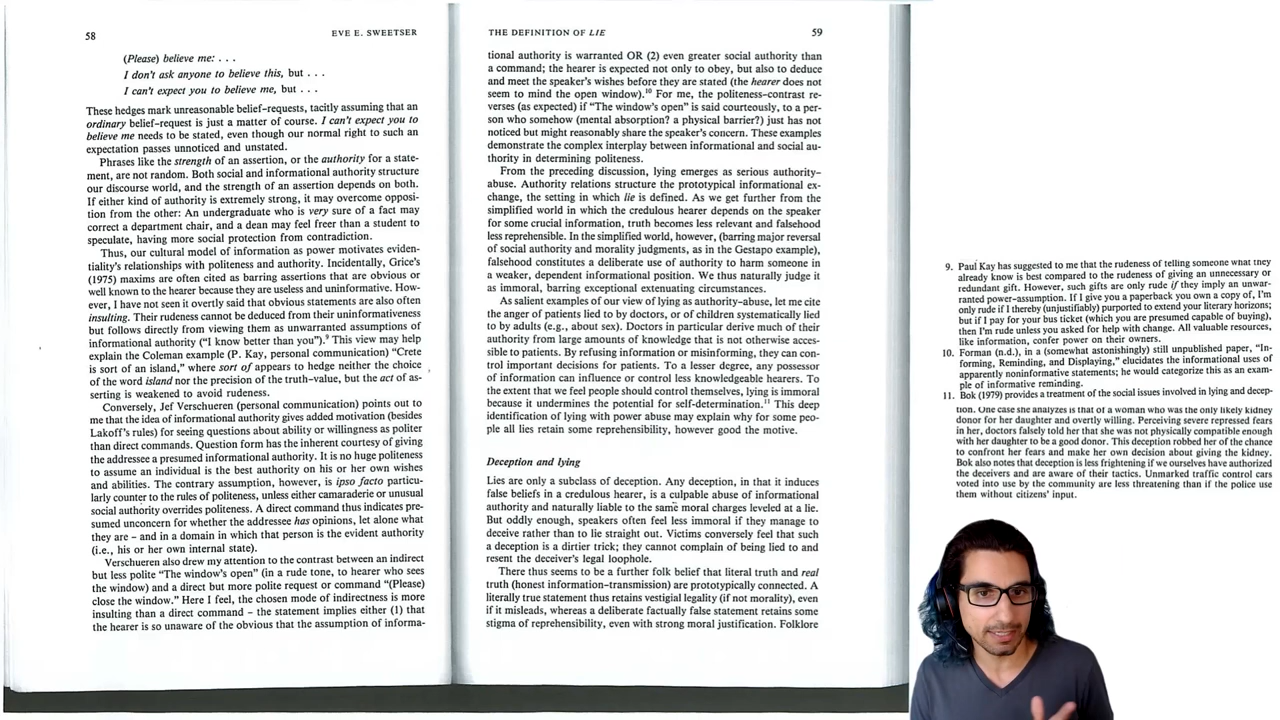 58
EVE E. SWEETSER
(Please) believe me: . . .
I don't ask anyone to believe this, but . . .
I can't expect you to believe me, but . . .
These hedges mark unreasonable belief-requests, tacitly assuming that an
ordinary belief-request is just a matter of course. I can't expect you to
believe me needs to be stated, even though our normal right to such an
expectation passes unnoticed and unstated.
Phrases like the strength of an assertion, or the authority for a state-
ment, are not random. Both social and informational authority structure
our discourse world, and the strength of an assertion depends on both.
If either kind of authority is extremely strong, it may overcome opposi-
tion from the other: An undergraduate who is very sure of a fact may
correct a department chair, and a dean may feel freer than a student to
speculate, having more social protection from contradiction.
Thus, our cultural model of information as power motivates eviden-
tiality's relationships with politeness and authority. Incidentally, Grice's
(1975) maxims are often cited as barring assertions that are obvious or
well known to the hearer because they are useless and uninformative. How-
ever, I have not seen it overtly said that obvious statements are also often
insulting. Their rudeness cannot be deduced from their uninformativeness
but follows directly from viewing them as unwarranted assumptions of
informational authority ("I know better than you").9 This view may help
explain the Coleman example (P. Kay, personal communication) "Crete
is sort of an island," where sort of appears to hedge neither the choice
of the word island nor the precision of the truth-value, but the act of as-
serting is weakened to avoid rudeness.
Conversely, Jef Verschueren (personal communication) points out to
me that the idea of informational authority gives added motivation (besides
Lakoff's rules) for seeing questions about ability or willingness as politer
than direct commands. Question form has the inherent courtesy of giving
the addressee a presumed informational authority. It is no huge politeness
to assume an individual is the best authority on his or her own wishes
and abilities. The contrary assumption, however, is ipso facto particu-
larly counter to the rules of politeness, unless either camaraderie or unusual
social authority overrides politeness. A direct command thus indicates pre-
sumed unconcern for whether the addressee has opinions, let alone what
they are – and in a domain in which that person is the evident authority
(i.e., his or her own internal state).
Verschueren also drew my attention to the contrast between an indirect
but less polite "The window's open" (in a rude tone, to hearer who sees
the window) and a direct but more polite request or command "(Please)
close the window." Here I feel, the chosen mode of indirectness is more
insulting than a direct command – the statement implies either (1) that
the hearer is so unaware of the obvious that the assumption of informa-
THE DEFINITION OF LIE
59
tional authority is warranted OR (2) even greater social authority than
a command; the hearer is expected not only to obey, but also to deduce
and meet the speaker's wishes before they are stated (the hearer does not
seem to mind the open window).10 For me, the politeness-contrast re-
verses (as expected) if "The window's open" is said courteously, to a per-
son who somehow (mental absorption? a physical barrier?) just has not
noticed but might reasonably share the speaker's concern. These examples
demonstrate the complex interplay between informational and social au-
thority in determining politeness.
From the preceding discussion, lying emerges as serious authority-
abuse. Authority relations structure the prototypical informational ex-
change, the setting in which lie is defined. As we get further from the
simplified world in which the credulous hearer depends on the speaker
for some crucial information, truth becomes less relevant and falsehood
less reprehensible. In the simplified world, however, (barring major reversal
of social authority and morality judgments, as in the Gestapo example),
falsehood constitutes a deliberate use of authority to harm someone in
a weaker, dependent informational position. We thus naturally judge it
as immoral, barring exceptional extenuating circumstances.
As salient examples of our view of lying as authority-abuse, let me cite
the anger of patients lied to by doctors, or of children systematically lied
to by adults (e.g., about sex). Doctors in particular derive much of their
authority from large amounts of knowledge that is not otherwise acces-
sible to patients. By refusing information or misinforming, they can con-
trol important decisions for patients. To a lesser degree, any possessor
of information can influence or control less knowledgeable hearers. To
the extent that we feel people should control themselves, lying is immoral
because it undermines the potential for self-determination.11 This deep
identification of lying with power abuse may explain why for some peo-
ple all lies retain some reprehensibility, however good the motive.
Deception and lying
Lies are only a subclass of deception. Any deception, in that it induces
false beliefs in a credulous hearer, is a culpable abuse of informational
authority and naturally liable to the same moral charges leveled at a lie.
But oddly enough, speakers often feel less immoral if they manage to
deceive rather than to lie straight out. Victims conversely feel that such
a deception is a dirtier trick; they cannot complain of being lied to and
resent the deceiver's legal loophole.
There thus seems to be a further folk belief that literal truth and real
truth (honest information-transmission) are prototypically connected. A
literally true statement thus retains vestigial legality (if not morality), even
if it misleads, whereas a deliberate factually false statement retains some
stigma of reprehensibility, even with strong moral justification. Folklore
9. Paul Kay has suggested to me that the rudeness of telling someone what they
already know is best compared to the rudeness of giving an unnecessary or
redundant gift. However, such gifts are only rude if they imply an unwar-
ranted power-assumption. If I give you a paperback you own a copy of, I'm
only rude if I thereby (unjustifiably) purported to extend your literary horizons;
but if I pay for your bus ticket (which you are presumed capable of buying),
then I'm rude unless you asked for help with change. All valuable resources,
like information, confer power on their owners.
10. Forman (n.d.), in a (somewhat astonishingly) still unpublished paper, "In-
forming, Reminding, and Displaying," elucidates the informational uses of
apparently noninformative statements; he would categorize this as an exam-
ple of informative reminding.
11. Bok (1979) provides a treatment of the social issues involved in lying and decep-
tion. One case she analyzes is that of a woman who was the only likely kidney
donor for her daughter and overtly willing. Perceiving severe repressed fears
in her, doctors falsely told her that she was not physically compatible enough
with her daughter to be a good donor. This deception robbed her of the chance
to confront her fears and make her own decision about giving the kidney.
Bok also notes that deception is less frightening if we ourselves have authorized
the deceivers and are aware of their tactics. Unmarked traffic control cars
voted into use by the community are less threatening than if the police use
them without citizens' input.